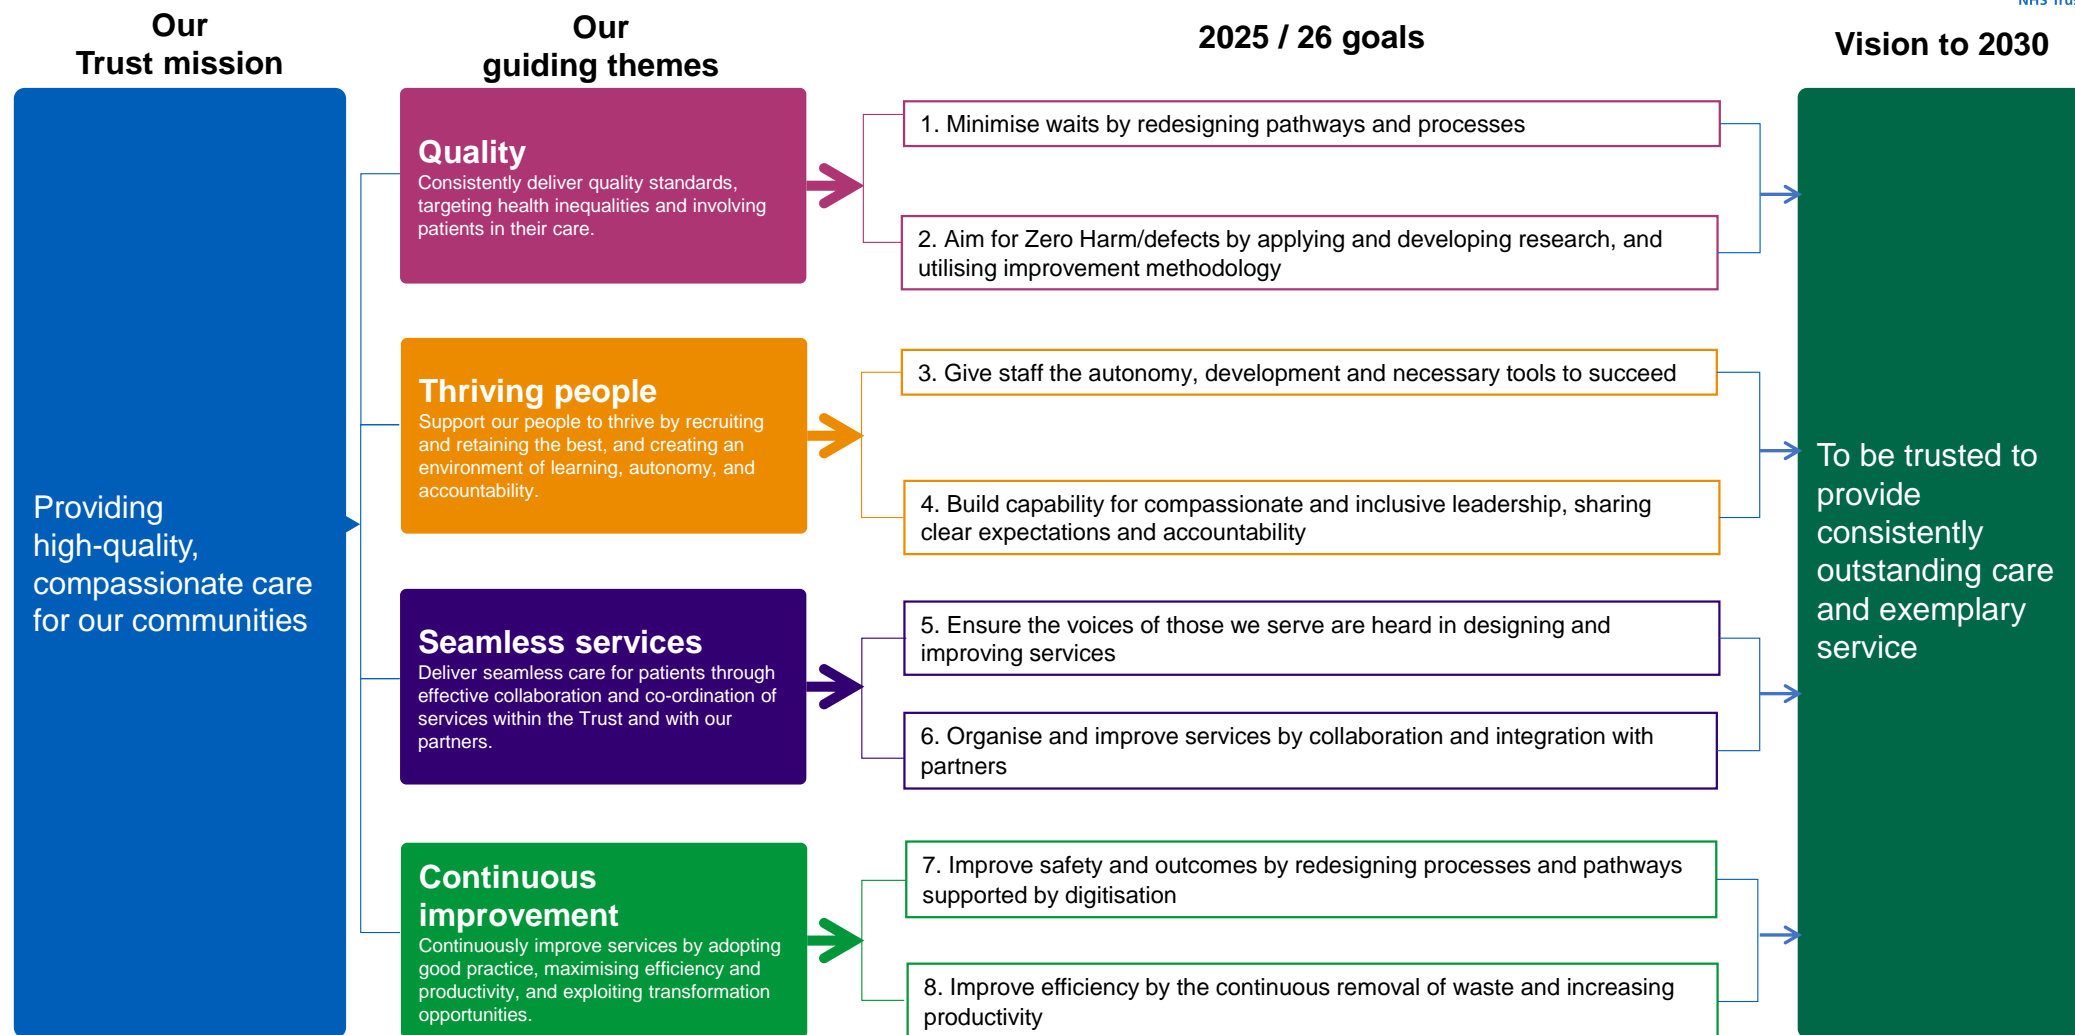 NHS Trus
Our
Trust mission
Our
guiding themes
2025 / 26 goals
Vision to 2030
Providing
high-quality,
compassionate care
for our communities
Quality
Consistently deliver quality standards,
targeting health inequalities and involving
patients in their care.
1. Minimise waits by redesigning pathways and processes
2. Aim for Zero Harm/defects by applying and developing research, and
utilising improvement methodology
Thriving people
Support our people to thrive by recruiting
and retaining the best, and creating an
environment of learning, autonomy, and
accountability.
3. Give staff the autonomy, development and necessary tools to succeed
4. Build capability for compassionate and inclusive leadership, sharing
clear expectations and accountability
Seamless services
Deliver seamless care for patients through
effective collaboration and co-ordination of
services within the Trust and with our
partners.
5. Ensure the voices of those we serve are heard in designing and
improving services
6. Organise and improve services by collaboration and integration with
partners
Continuous
improvement
Continuously improve services by adopting
good practice, maximising efficiency and
productivity, and exploiting transformation
opportunities.
7. Improve safety and outcomes by redesigning processes and pathways
supported by digitisation
8. Improve efficiency by the continuous removal of waste and increasing
productivity
To be trusted to
provide
consistently
outstanding care
and exemplary
service